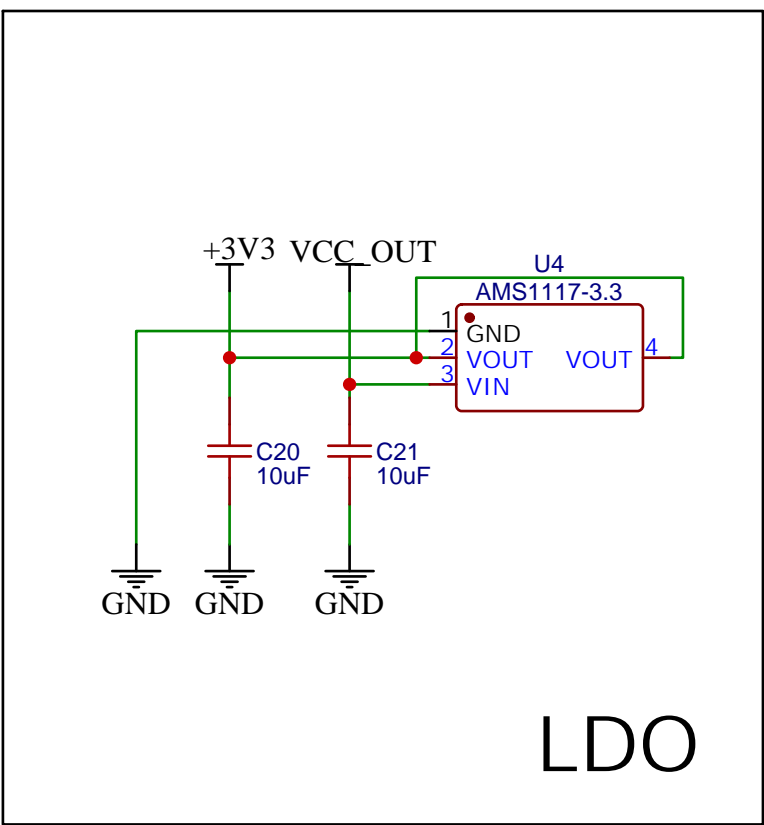 +3V3 VCC_OUT
U4
AMS1117-3.3
1 GND
2 VOUT VOUT 4
3 VIN
C20 C21
10uF 10uF
GND GND GND
LDO